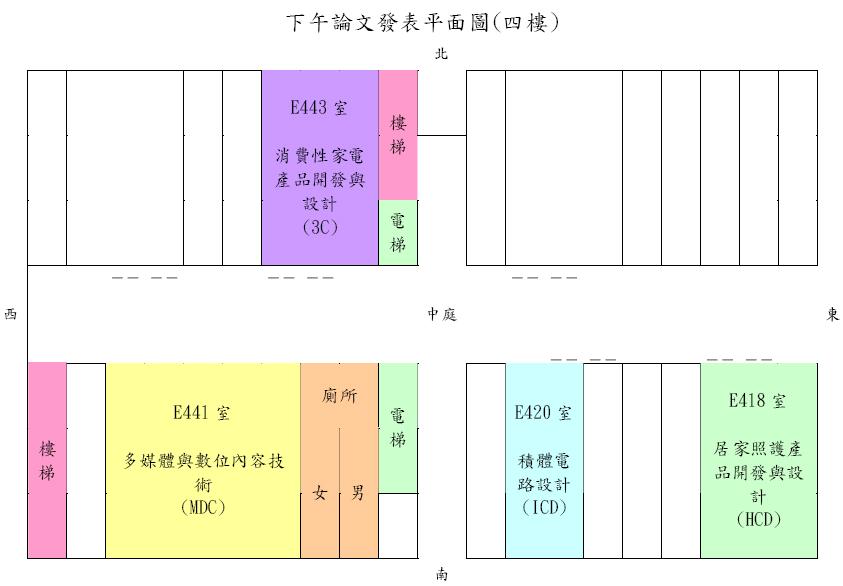 下午論文發表平面圖(四樓)
北
E443 室
消費性家電
產品開發與
設計
(3C)
樓
梯
電
梯
西
中庭
東
樓
梯
E441 室
多媒體與數位內容技
術
(MDC)
廁所
女
男
電
梯
E420 室
積體電
路設計
(ICD)
E418 室
居家照護產
品開發與設
計
(HCD)
南